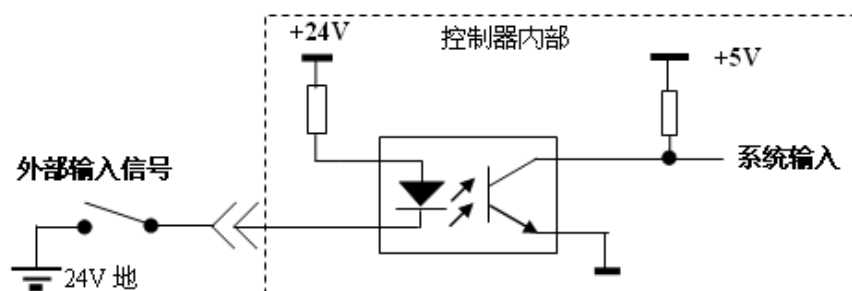 +24V
控制器内部
+5V
外部输入信号
系统输入
24V 地